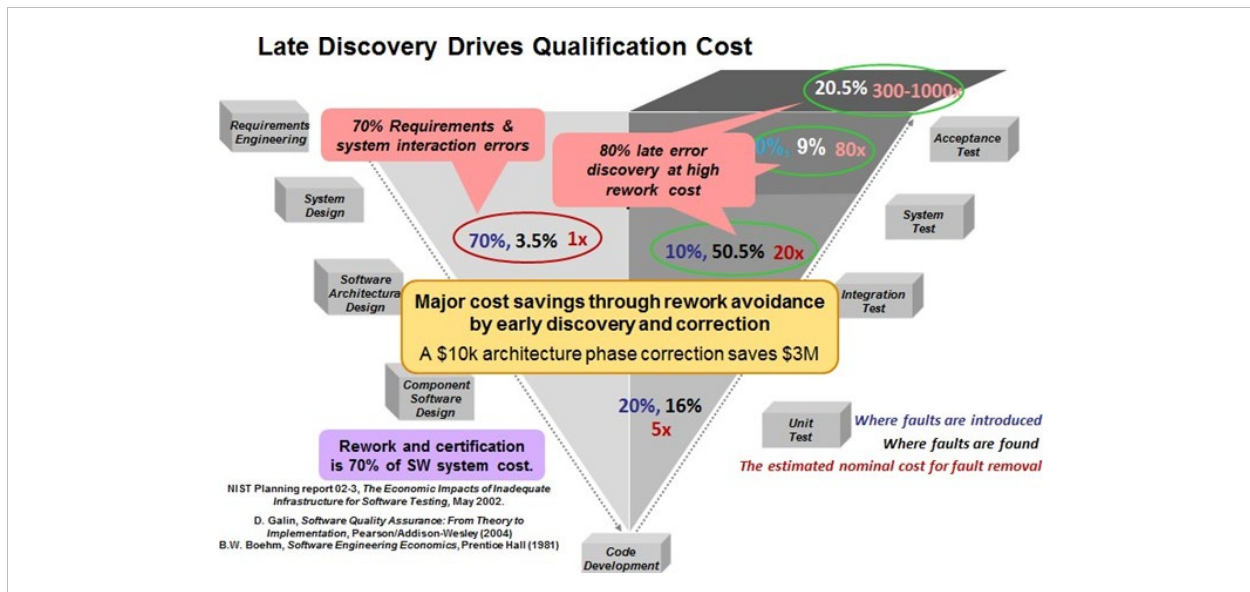 Late Discovery Drives Qualification Cost
Requirements
Engineering
70% Requirements &
system interaction errors
80% late error
discovery at high
rework cost
20.5% 300-1000x
0%, 9% 80x
Acceptance
Test
System
Design
System
Test
70%, 3.5% 1x
10%, 50.5% 20x
Software
Architectural
Design
Major cost savings through rework avoidance
by early discovery and correction
A $10k architecture phase correction saves $3M
Integration
Test
Component
Software
Design
20%, 16%
5x
Unit
Test
Where faults are introduced
Where faults are found
The estimated nominal cost for fault removal
Rework and certification
is 70% of SW system cost.
NIST Planning report 02-3, The Economic Impacts of Inadequate
Infrastructure for Software Testing, May 2002.
D. Galin, Software Quality Assurance: From Theory to
Implementation, Pearson/Addison-Wesley (2004)
B.W. Boehm, Software Engineering Economics, Prentice Hall (1981)
Code
Development